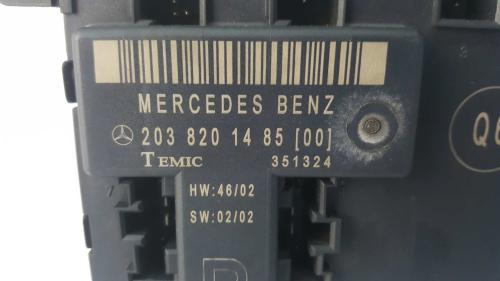 MERCEDES BENZ
203 820 14 85 [00]
TEMIC 351324
HW:46/02
SW:02/02